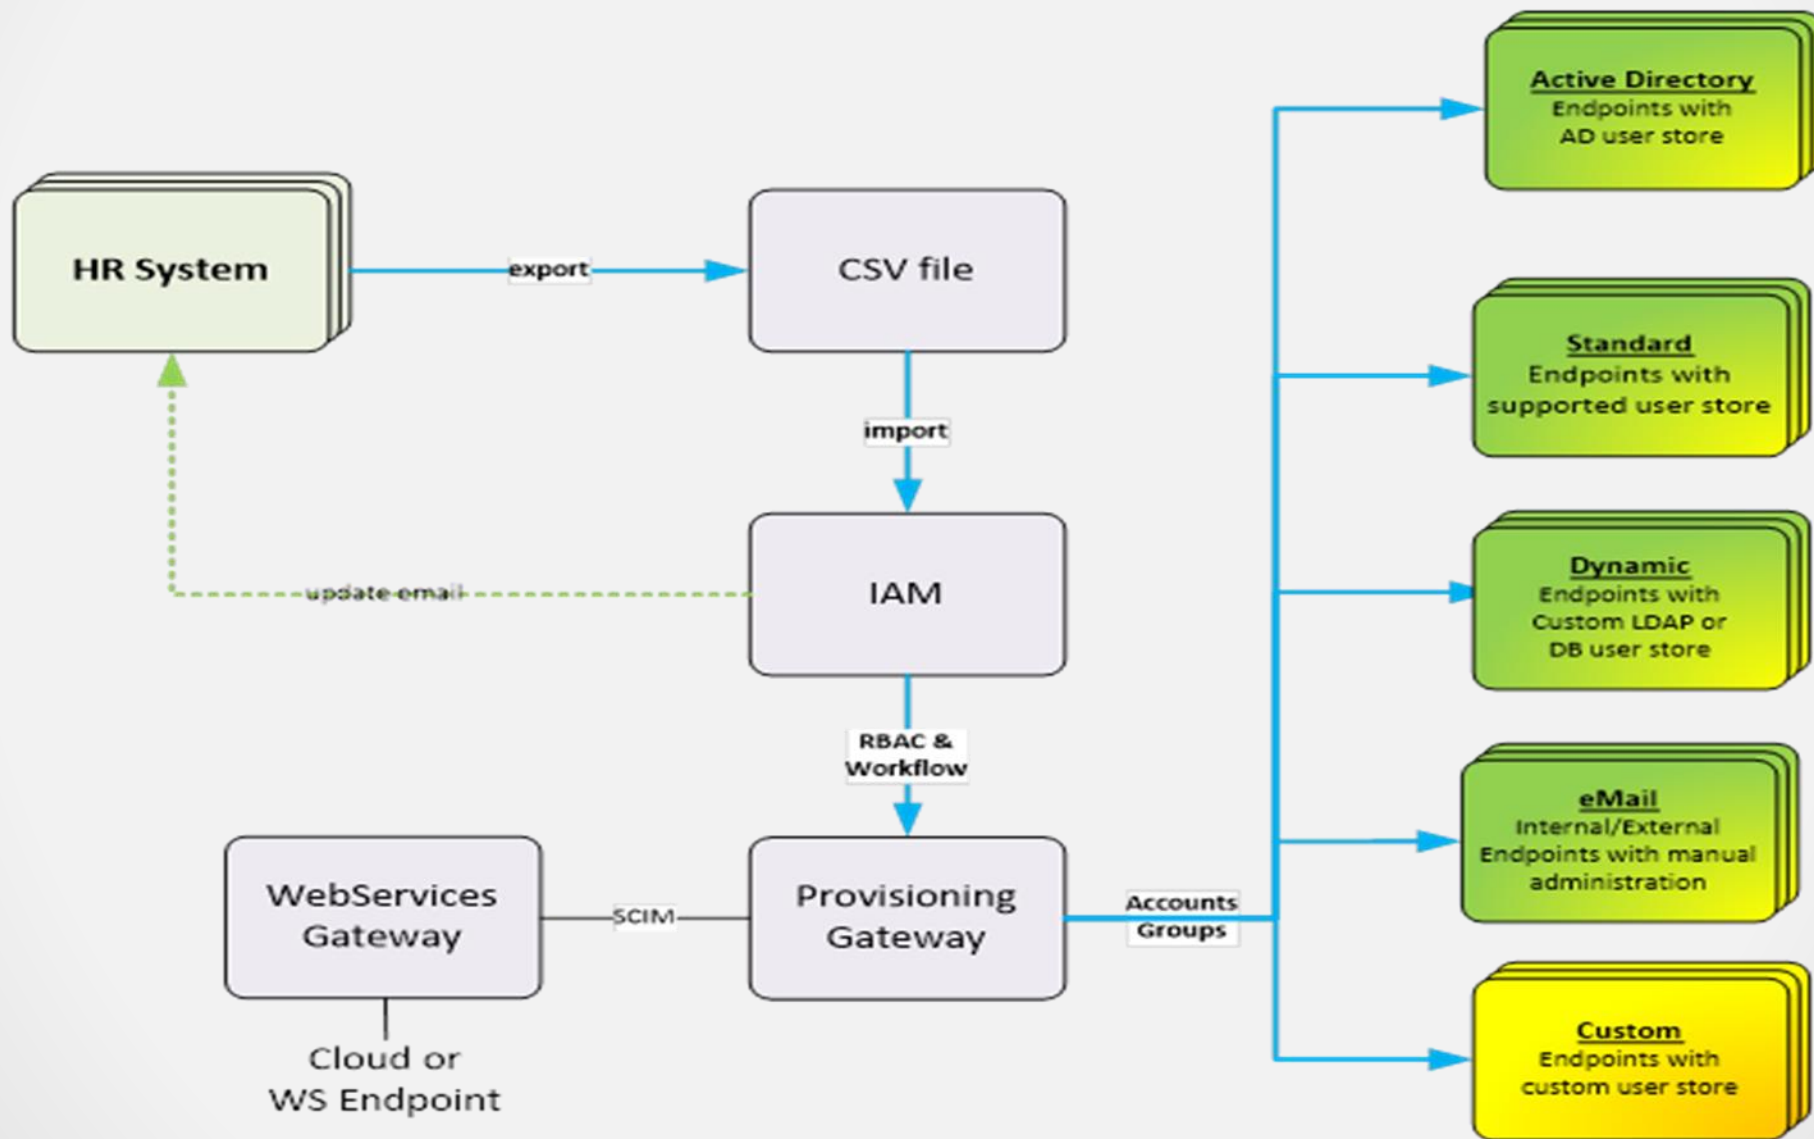 Active Directory
Endpoints with
AD user store
HR System
export
CSV file
Standard
Endpoints with
supported user store
import
Dynamic
Endpoints with
Custom LDAP or
DB user store
update email
IAM
RBAC &
Workflow
eMail
Internal/External
Endpoints with manual
administration
WebServices
Gateway
SCIM
Provisioning
Gateway
Accounts
Groups
Custom
Endpoints with
custom user store
Cloud or
WS Endpoint